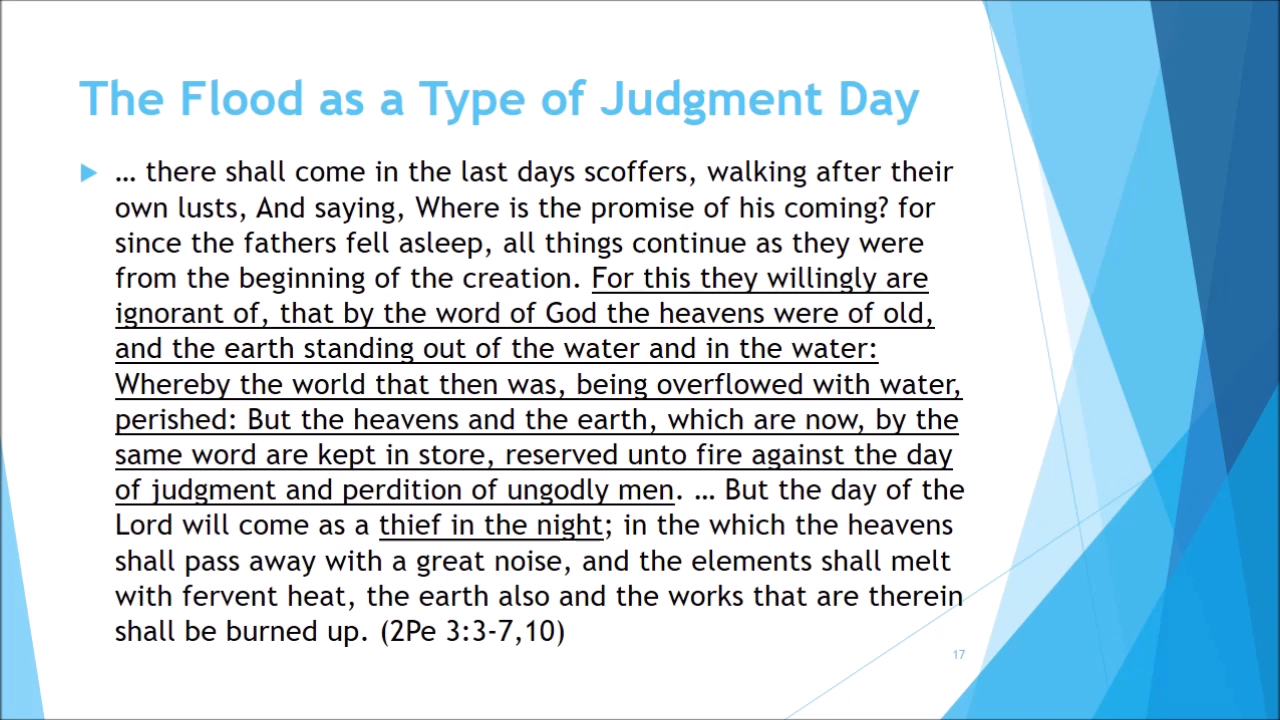 The Flood as a Type of Judgment Day
… there shall come in the last days scoffers, walking after their
own lusts, And saying, Where is the promise of his coming? for
since the fathers fell asleep, all things continue as they were
from the beginning of the creation. For this they willingly are
ignorant of, that by the word of God the heavens were of old,
and the earth standing out of the water and in the water:
Whereby the world that then was, being overflowed with water,
perished: But the heavens and the earth, which are now, by the
same word are kept in store, reserved unto fire against the day
of judgment and perdition of ungodly men. … But the day of the
Lord will come as a thief in the night; in the which the heavens
shall pass away with a great noise, and the elements shall melt
with fervent heat, the earth also and the works that are therein
shall be burned up. (2Pe 3:3-7,10)
17